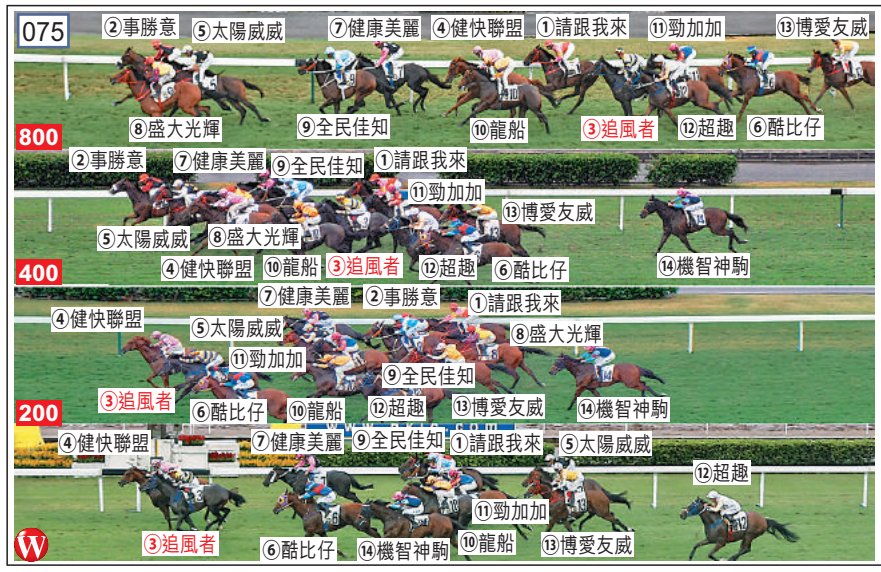 075
②事勝意 ⑤太陽威威 ⑦健康美麗 ④健快聯盟 ①請跟我來 ⑪勁加加 ⑬博愛友威
⑧盛大光輝 ⑨全民佳知 ⑩龍船 ③追風者 ⑫超趣 ⑥酷比仔
800
②事勝意 ⑦健康美麗 ⑨全民佳知 ①請跟我來
⑪勁加加
⑬博愛友威
⑤太陽威威 ⑧盛大光輝
④健快聯盟 ⑩龍船 ③追風者 ⑫超趣 ⑥酷比仔 ⑭機智神駒
400
⑦健康美麗 ②事勝意 ①請跟我來
④健快聯盟 ⑤太陽威威 ⑧盛大光輝
⑪勁加加
⑨全民佳知
③追風者 ⑥酷比仔 ⑩龍船 ⑫超趣 ⑬博愛友威 ⑭機智神駒
200
④健快聯盟 ⑦健康美麗 ⑨全民佳知 ①請跟我來 ⑤太陽威威
⑫超趣
⑪勁加加
③追風者 ⑥酷比仔 ⑭機智神駒 ⑩龍船 ⑬博愛友威
W